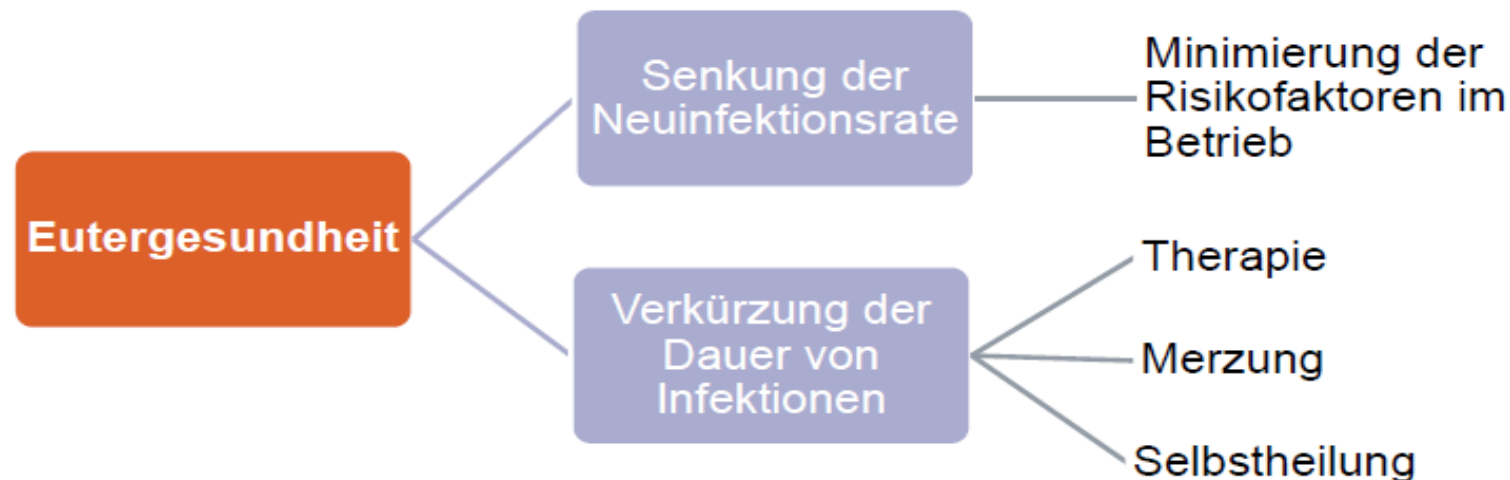 Eutergesundheit
Senkung der
Neuinfektionsrate
Minimierung der
Risikofaktoren im
Betrieb
Verkürzung der
Dauer von
Infektionen
Therapie
Merzung
Selbstheilung